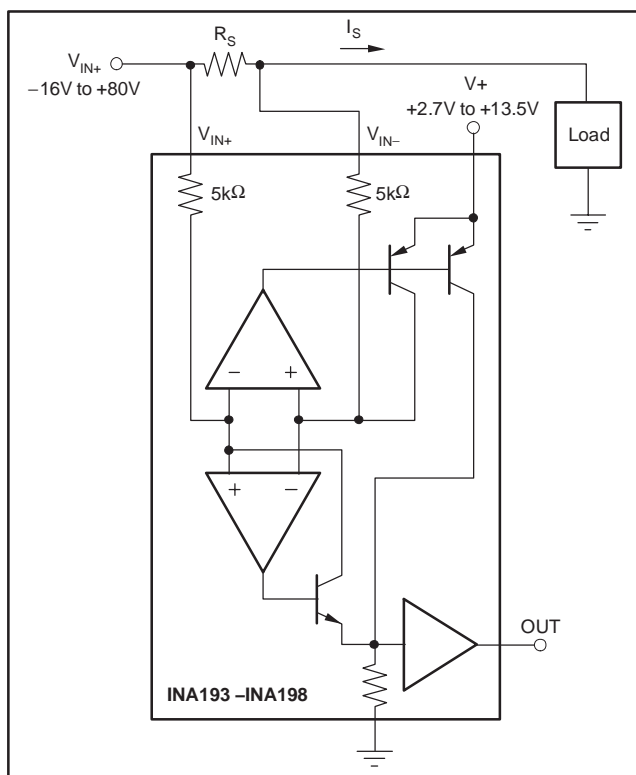 R_S
I_S
V_IN+
−16V to +80V
V+
+2.7V to +13.5V
Load
V_IN+
V_IN−
5kΩ
5kΩ
− +
+ −
OUT
INA193 –INA198